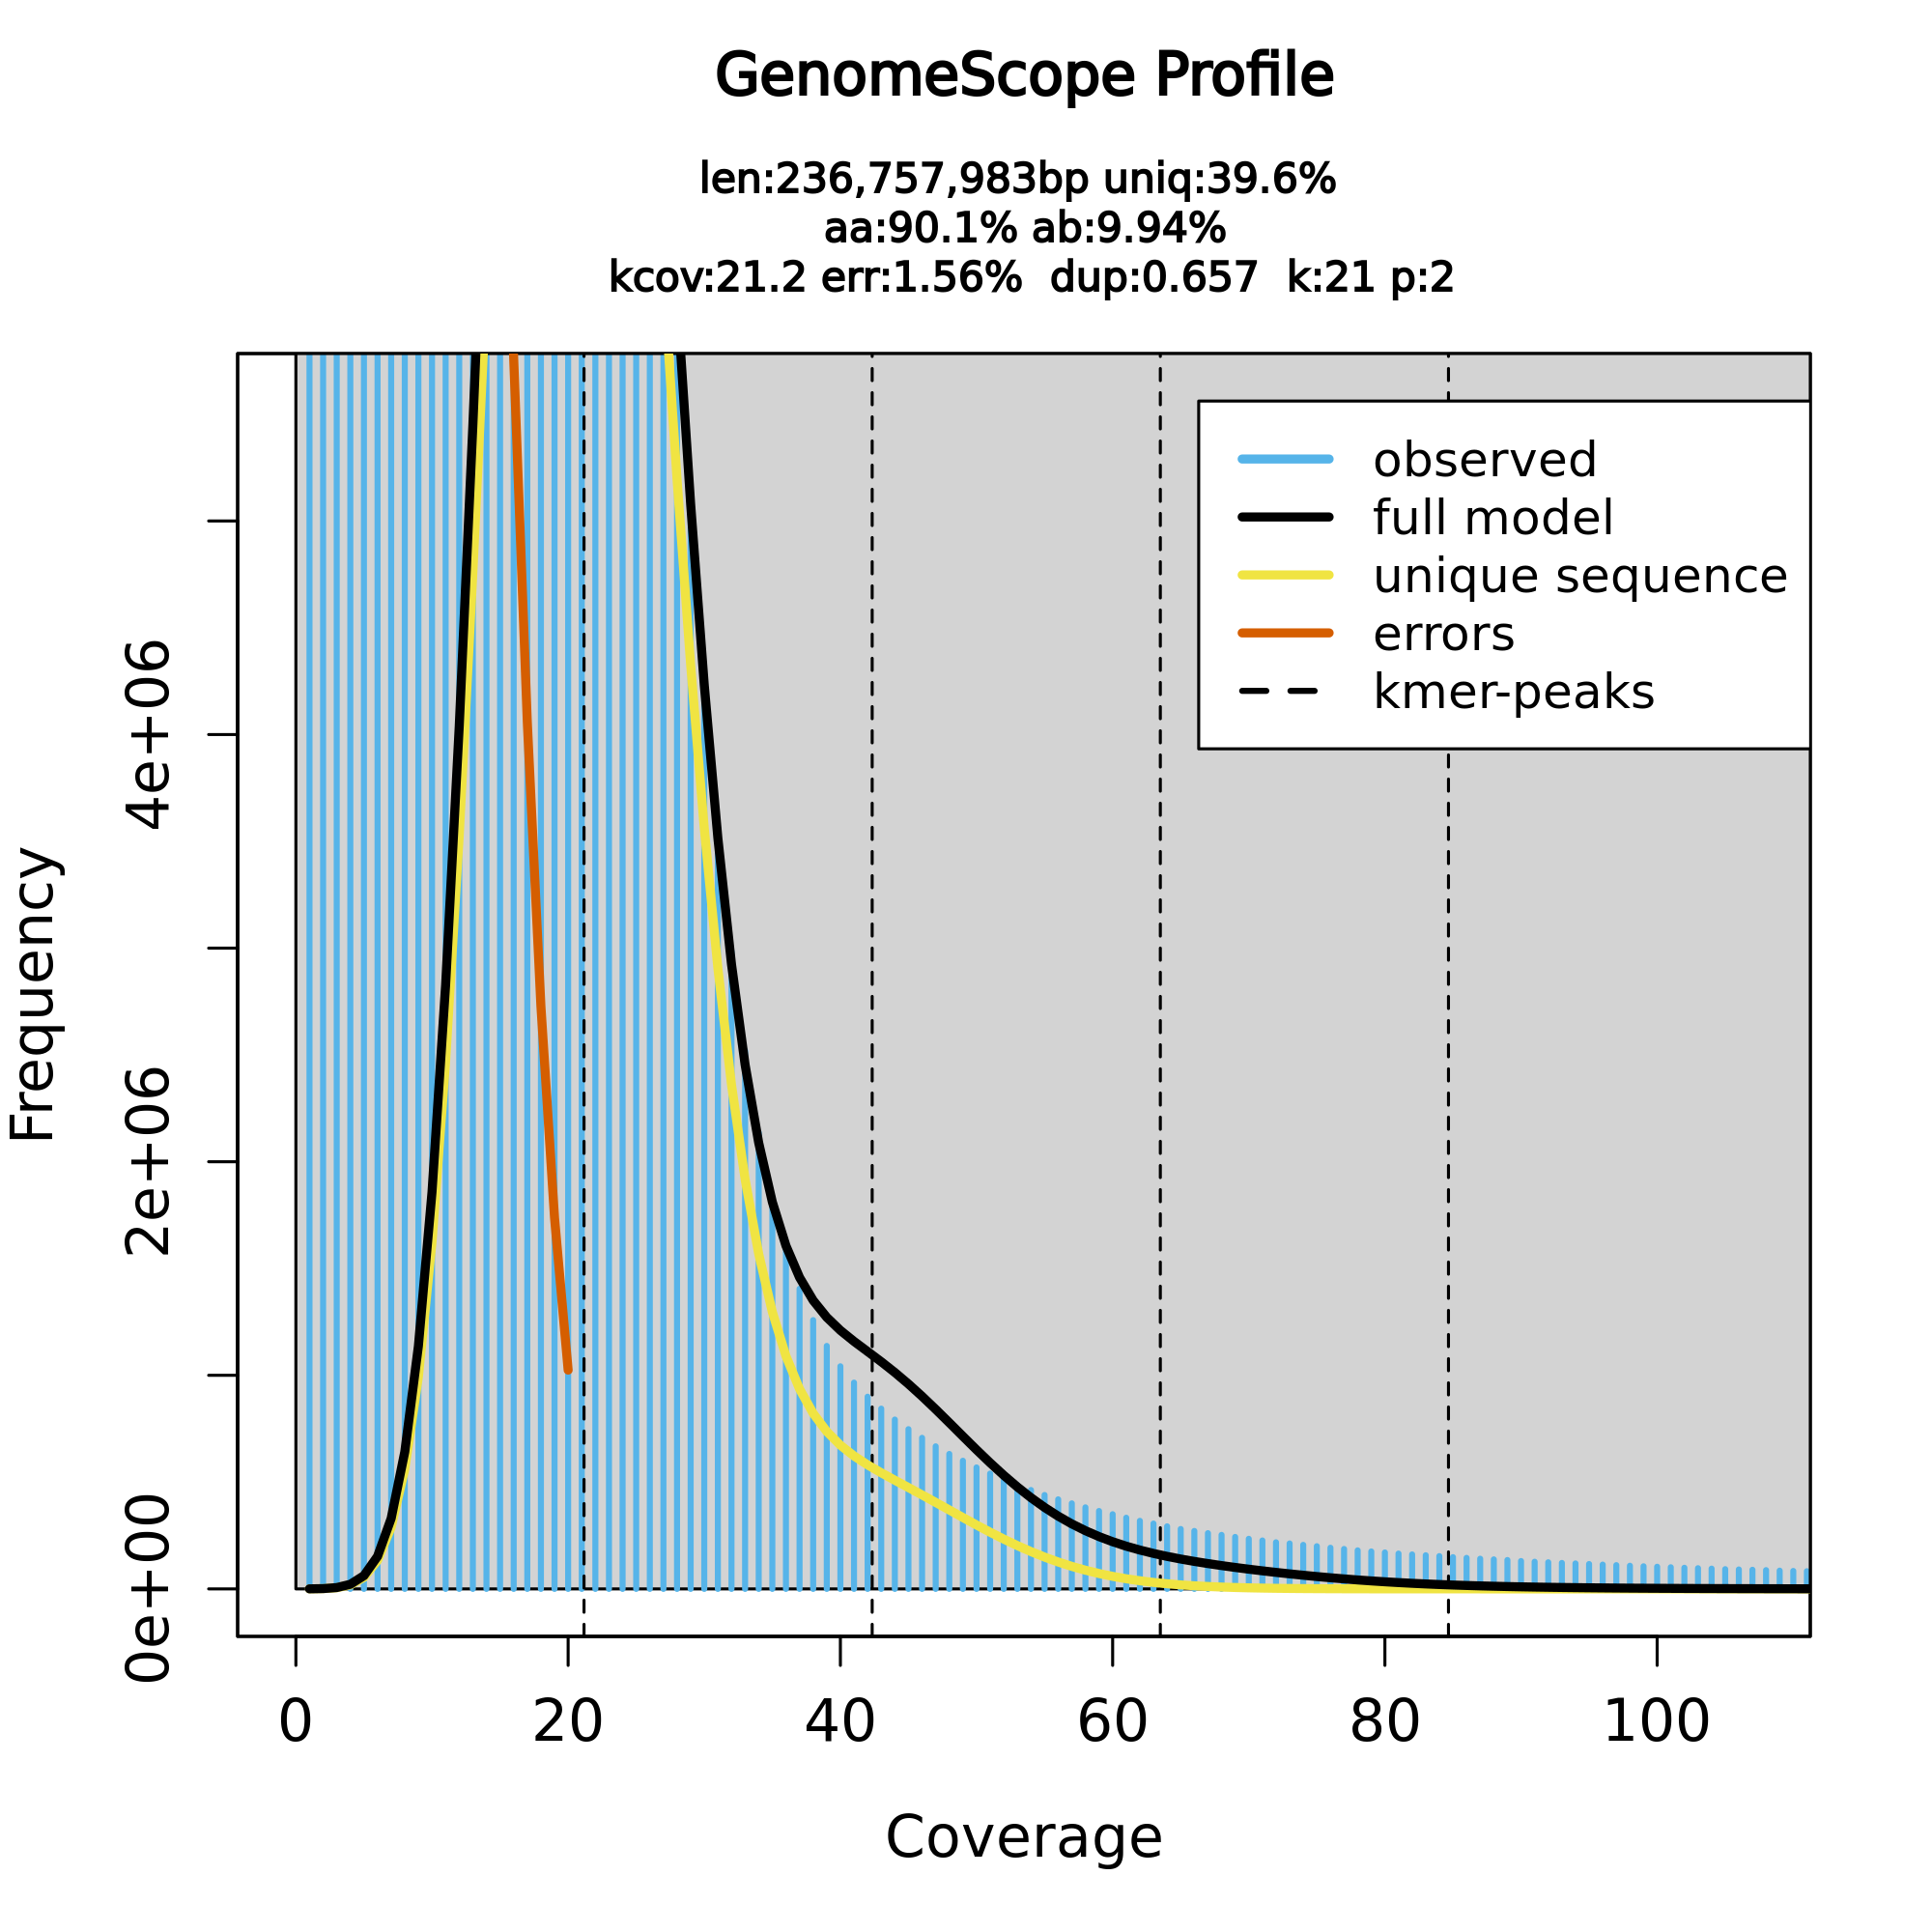 GenomeScope Profile
len:236,757,983bp uniq:39.6%
aa:90.1% ab:9.94%
kcov:21.2 err:1.56% dup:0.657 k:21 p:2
observed
full model
unique sequence
errors
kmer-peaks
Frequency
4e+06
2e+06
0e+00
0 20 40 60 80 100
Coverage